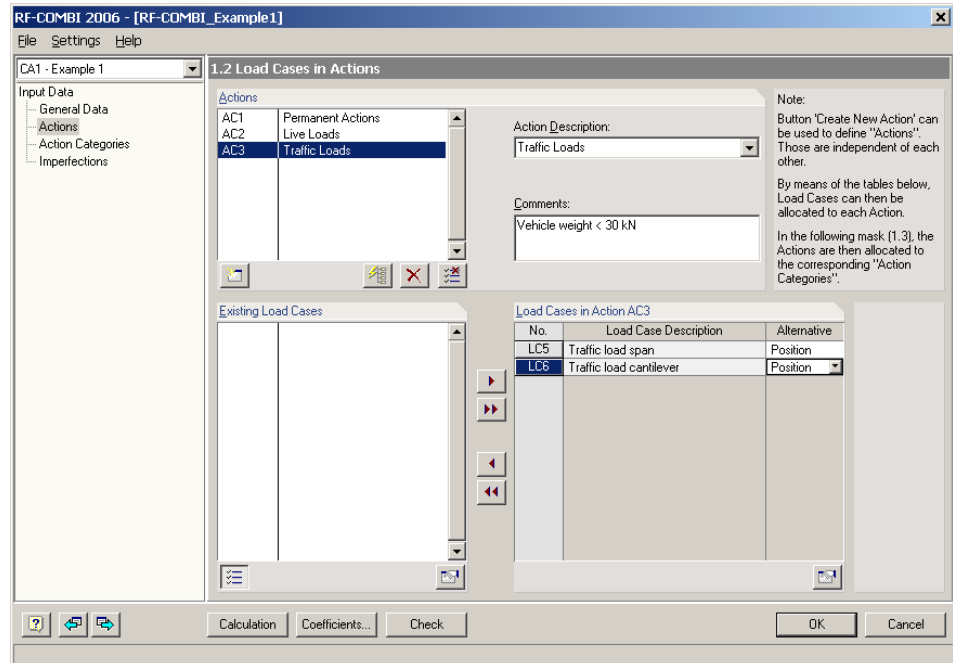 RF-COMBI 2006 - [RF-COMBI_Example1]
File Settings Help
CA1 - Example 1
1.2 Load Cases in Actions
Input Data
General Data
Actions
Action Categories
Imperfections
Actions
AC1 Permanent Actions
AC2 Live Loads
AC3 Traffic Loads
Action Description:
Traffic Loads
Comments:
Vehicle weight < 30 kN
Note:
Button 'Create New Action' can
be used to define "Actions".
Those are independent of each
other.
By means of the tables below,
Load Cases can then be
allocated to each Action.
In the following mask (1.3), the
Actions are then allocated to
the corresponding "Action
Categories".
Existing Load Cases
Load Cases in Action AC3
No. Load Case Description Alternative
LC5 Traffic load span Position
LC6 Traffic load cantilever Position
Calculation Coefficients... Check OK Cancel